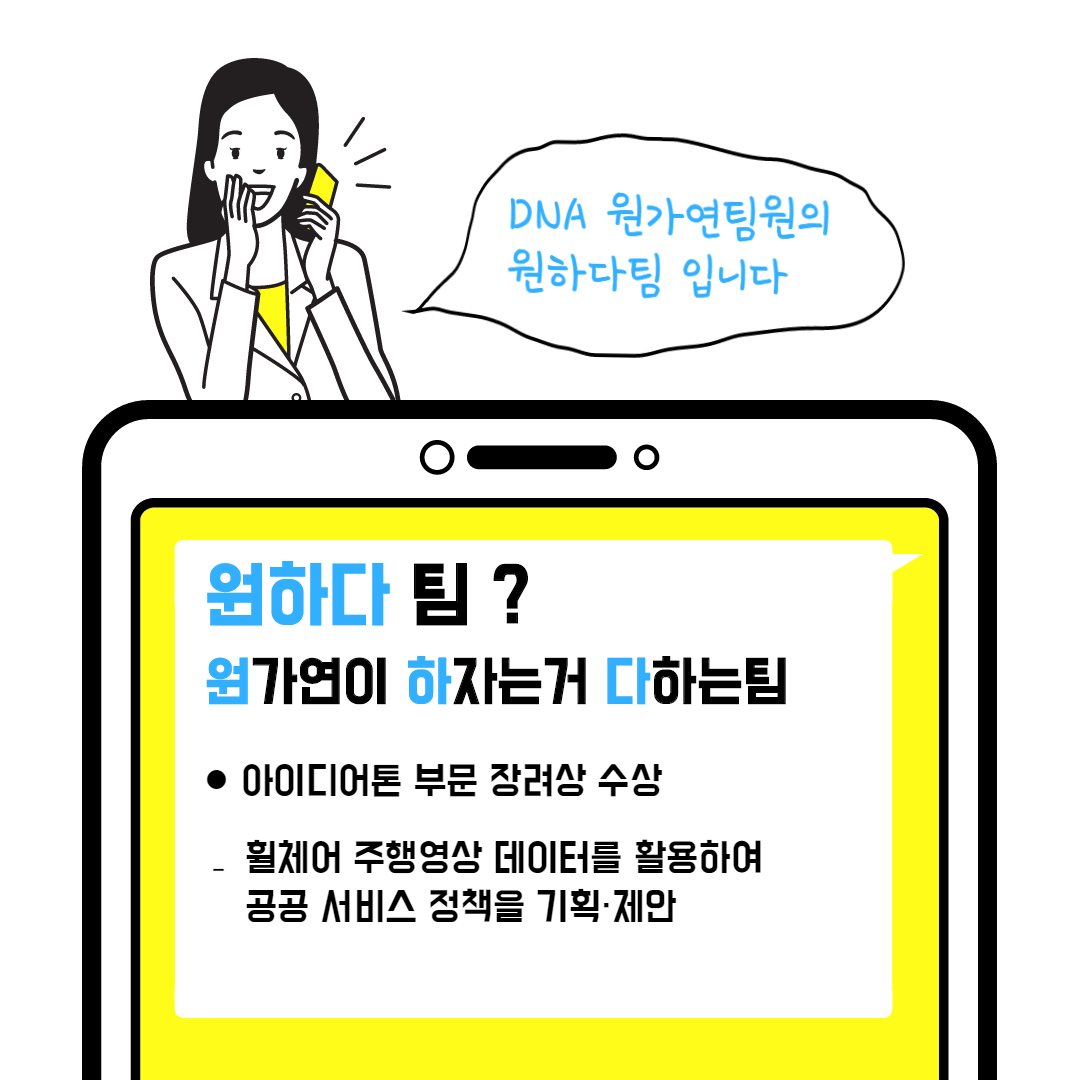 DNA 원가연팀원의
원하다팀 입니다
원하다 팀 ?
원가연이 하자는거 다하는팀
● 아이디어톤 부문 장려상 수상
- 휠체어 주행영상 데이터를 활용하여
공공 서비스 정책을 기획·제안